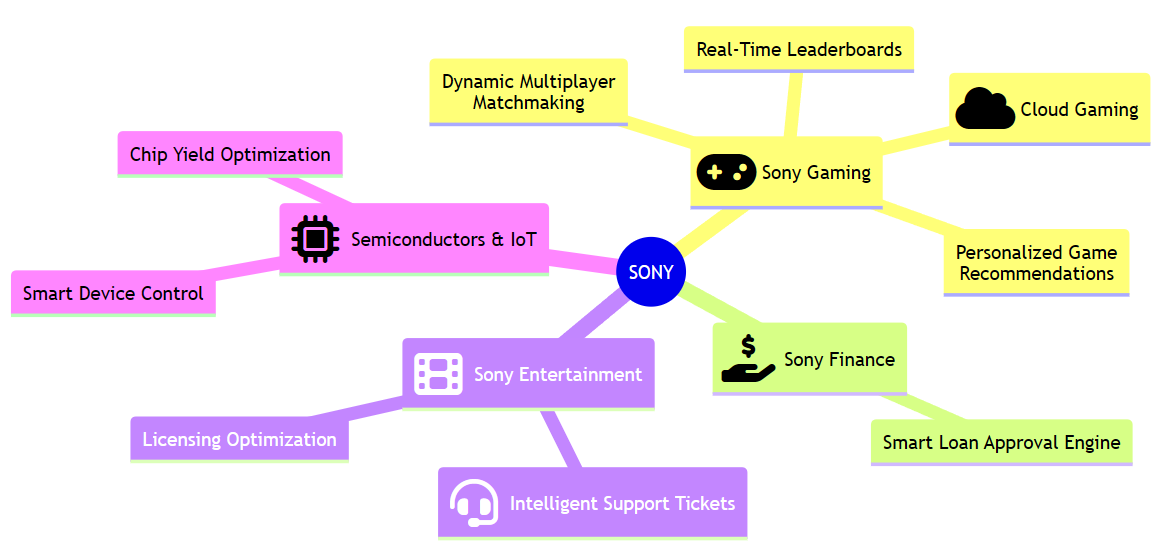 Real-Time Leaderboards
Dynamic Multiplayer
Matchmaking
Cloud Gaming
Chip Yield Optimization
Sony Gaming
Semiconductors & IoT
Personalized Game
Recommendations
SONY
Smart Device Control
Sony Finance
Sony Entertainment
Licensing Optimization
Smart Loan Approval Engine
Intelligent Support Tickets